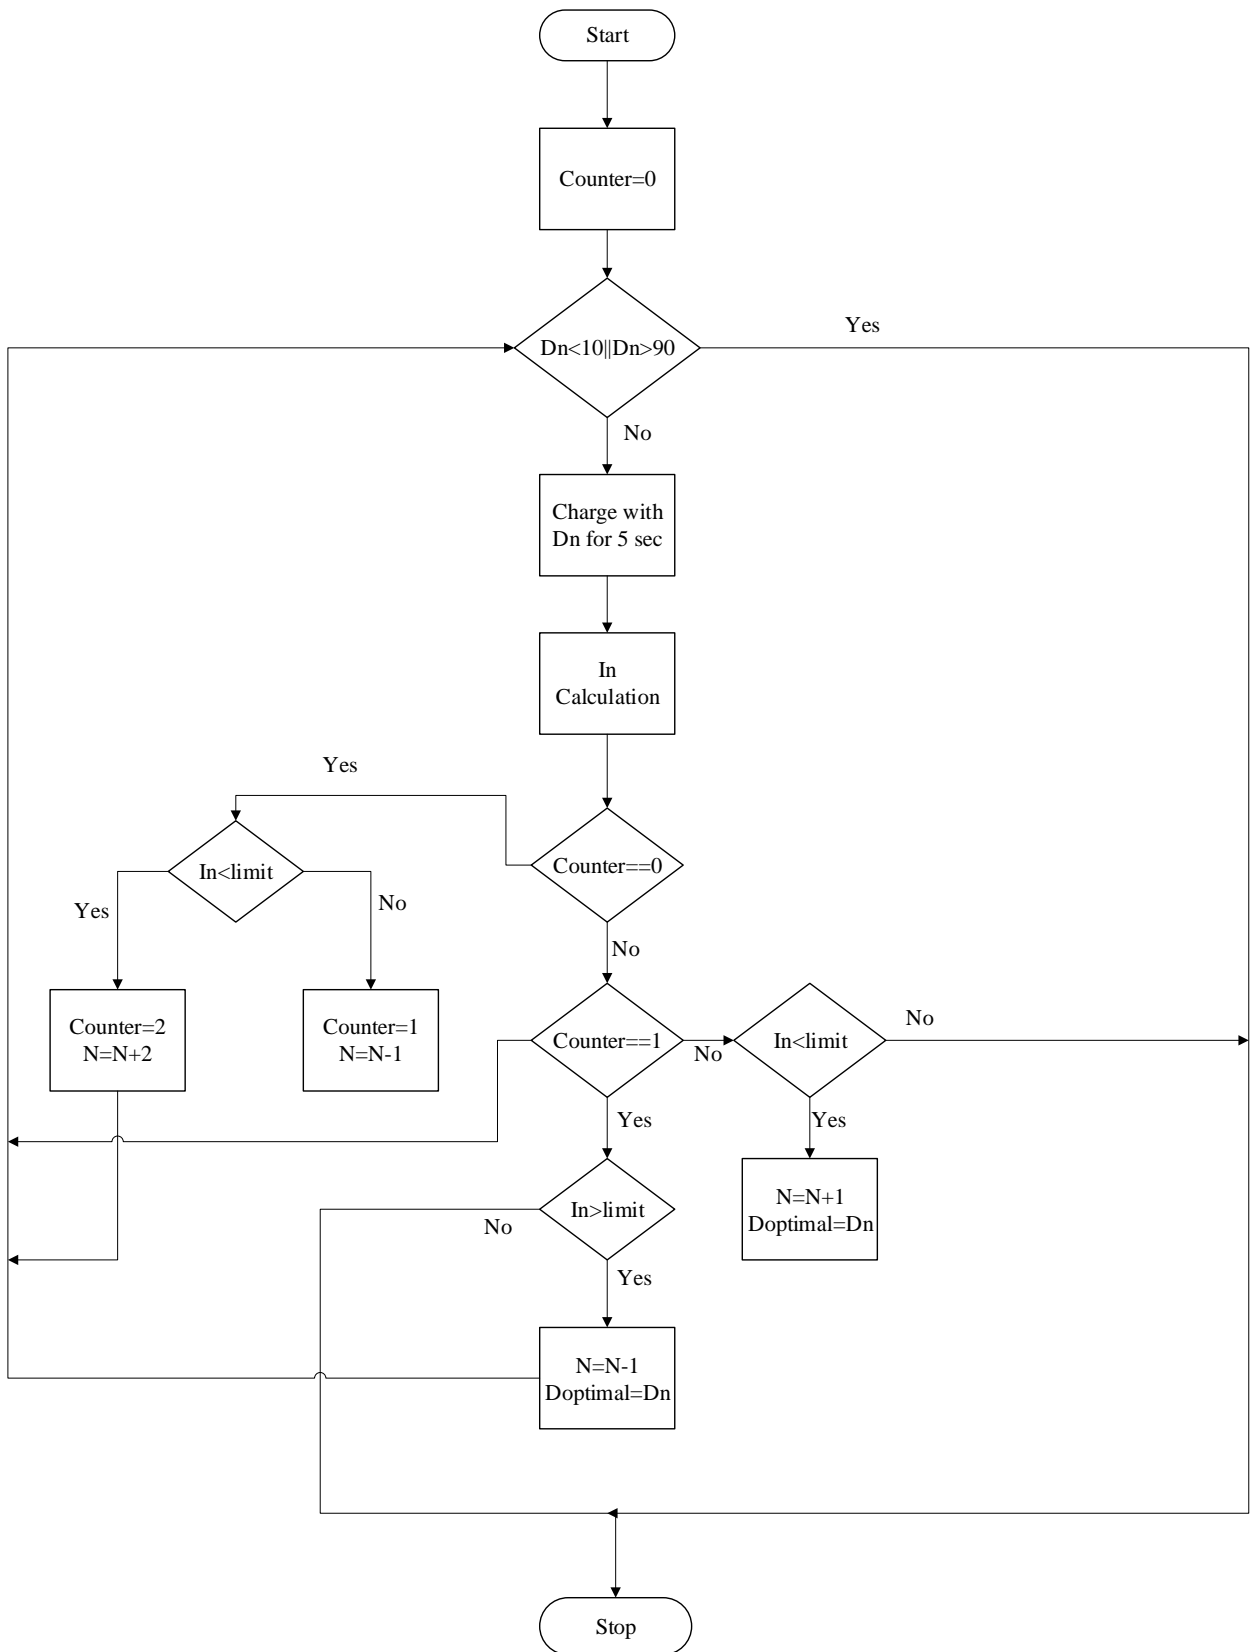 Start
Counter=0
Dn<10||Dn>90
Yes
No
Charge with
Dn for 5 sec
In
Calculation
Yes
Counter==0
In<limit
Yes
No
No
Counter=2
N=N+2
Counter=1
N=N-1
Counter==1
No
In<limit
No
Yes
Yes
In>limit
No
N=N+1
Doptimal=Dn
Yes
N=N-1
Doptimal=Dn
Stop